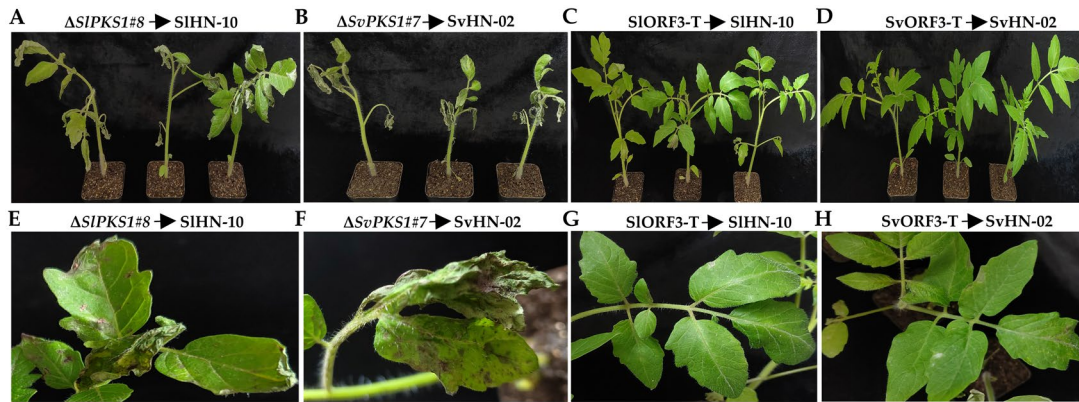 A ΔSlPKS1#8 → SlHN-10 B ΔSvPKS1#7 → SvHN-02 C SlORF3-T → SlHN-10 D SvORF3-T → SvHN-02
E ΔSlPKS1#8 → SlHN-10 F ΔSvPKS1#7 → SvHN-02 G SlORF3-T → SlHN-10 H SvORF3-T → SvHN-02